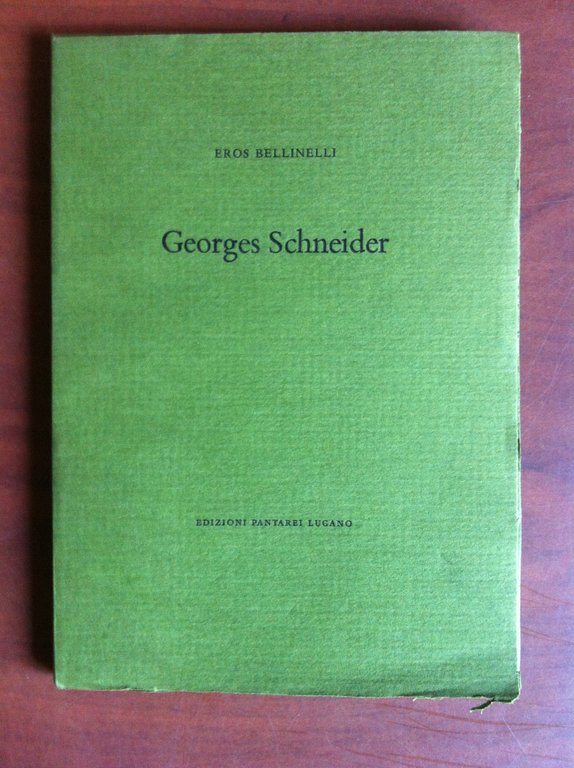 EROS BELLINELLI
Georges Schneider
EDIZIONI PANTAREI LUGANO